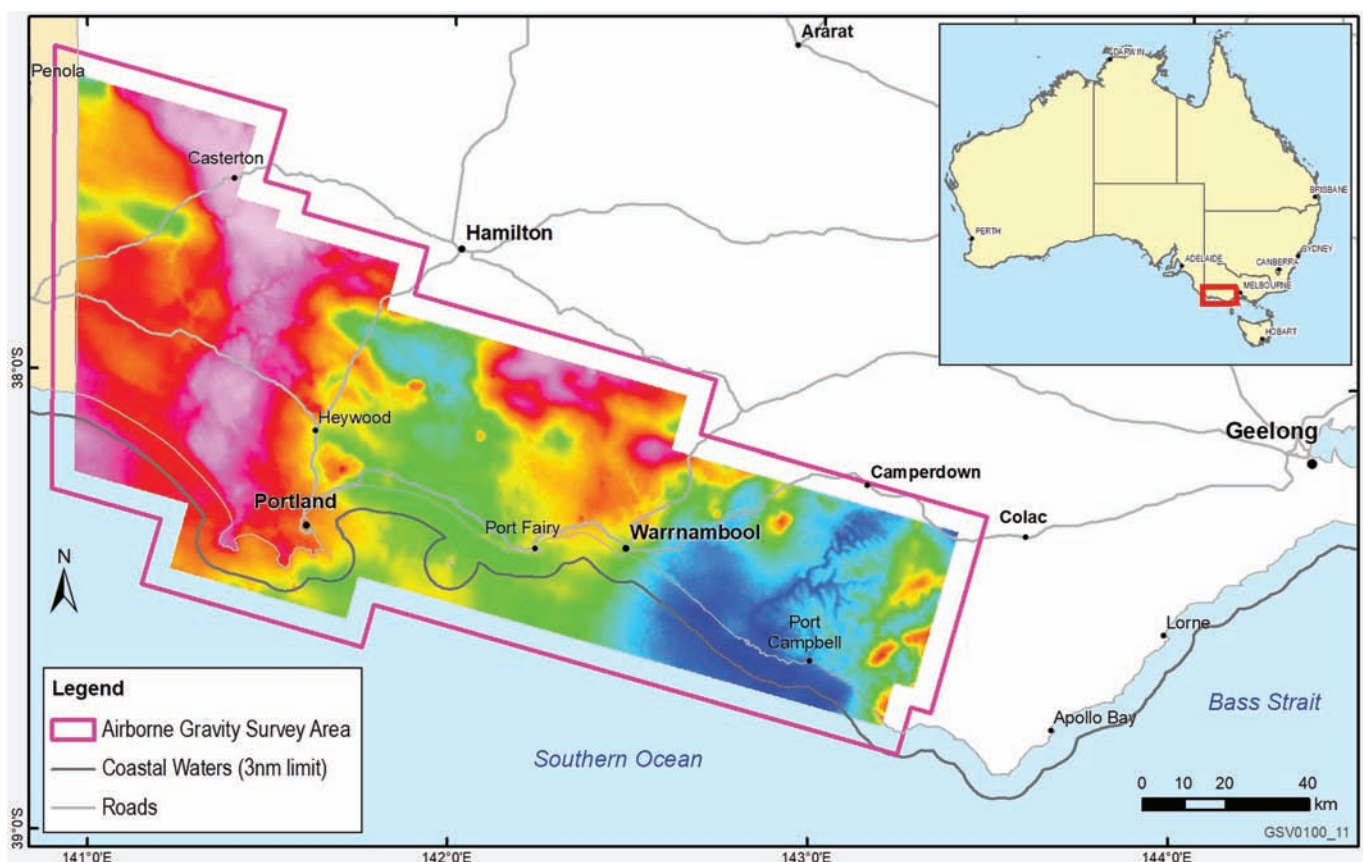 Ararat
Penola
Casterton
Hamilton
Heywood
Portland
Port Fairy
Warrnambool
Camperdown
Colac
Geelong
Port
Campbell
Lorne
Apollo Bay
Bass Strait
Southern Ocean
DARWIN
BRISBANE
PERTH
ADELAIDE
SYDNEY
CANBERRA
MELBOURNE
HOBART
38°0'S
39°0'S
N
Legend
Airborne Gravity Survey Area
Coastal Waters (3nm limit)
Roads
0 10 20 40
km
GSV0100_11
141°0'E
142°0'E
143°0'E
144°0'E